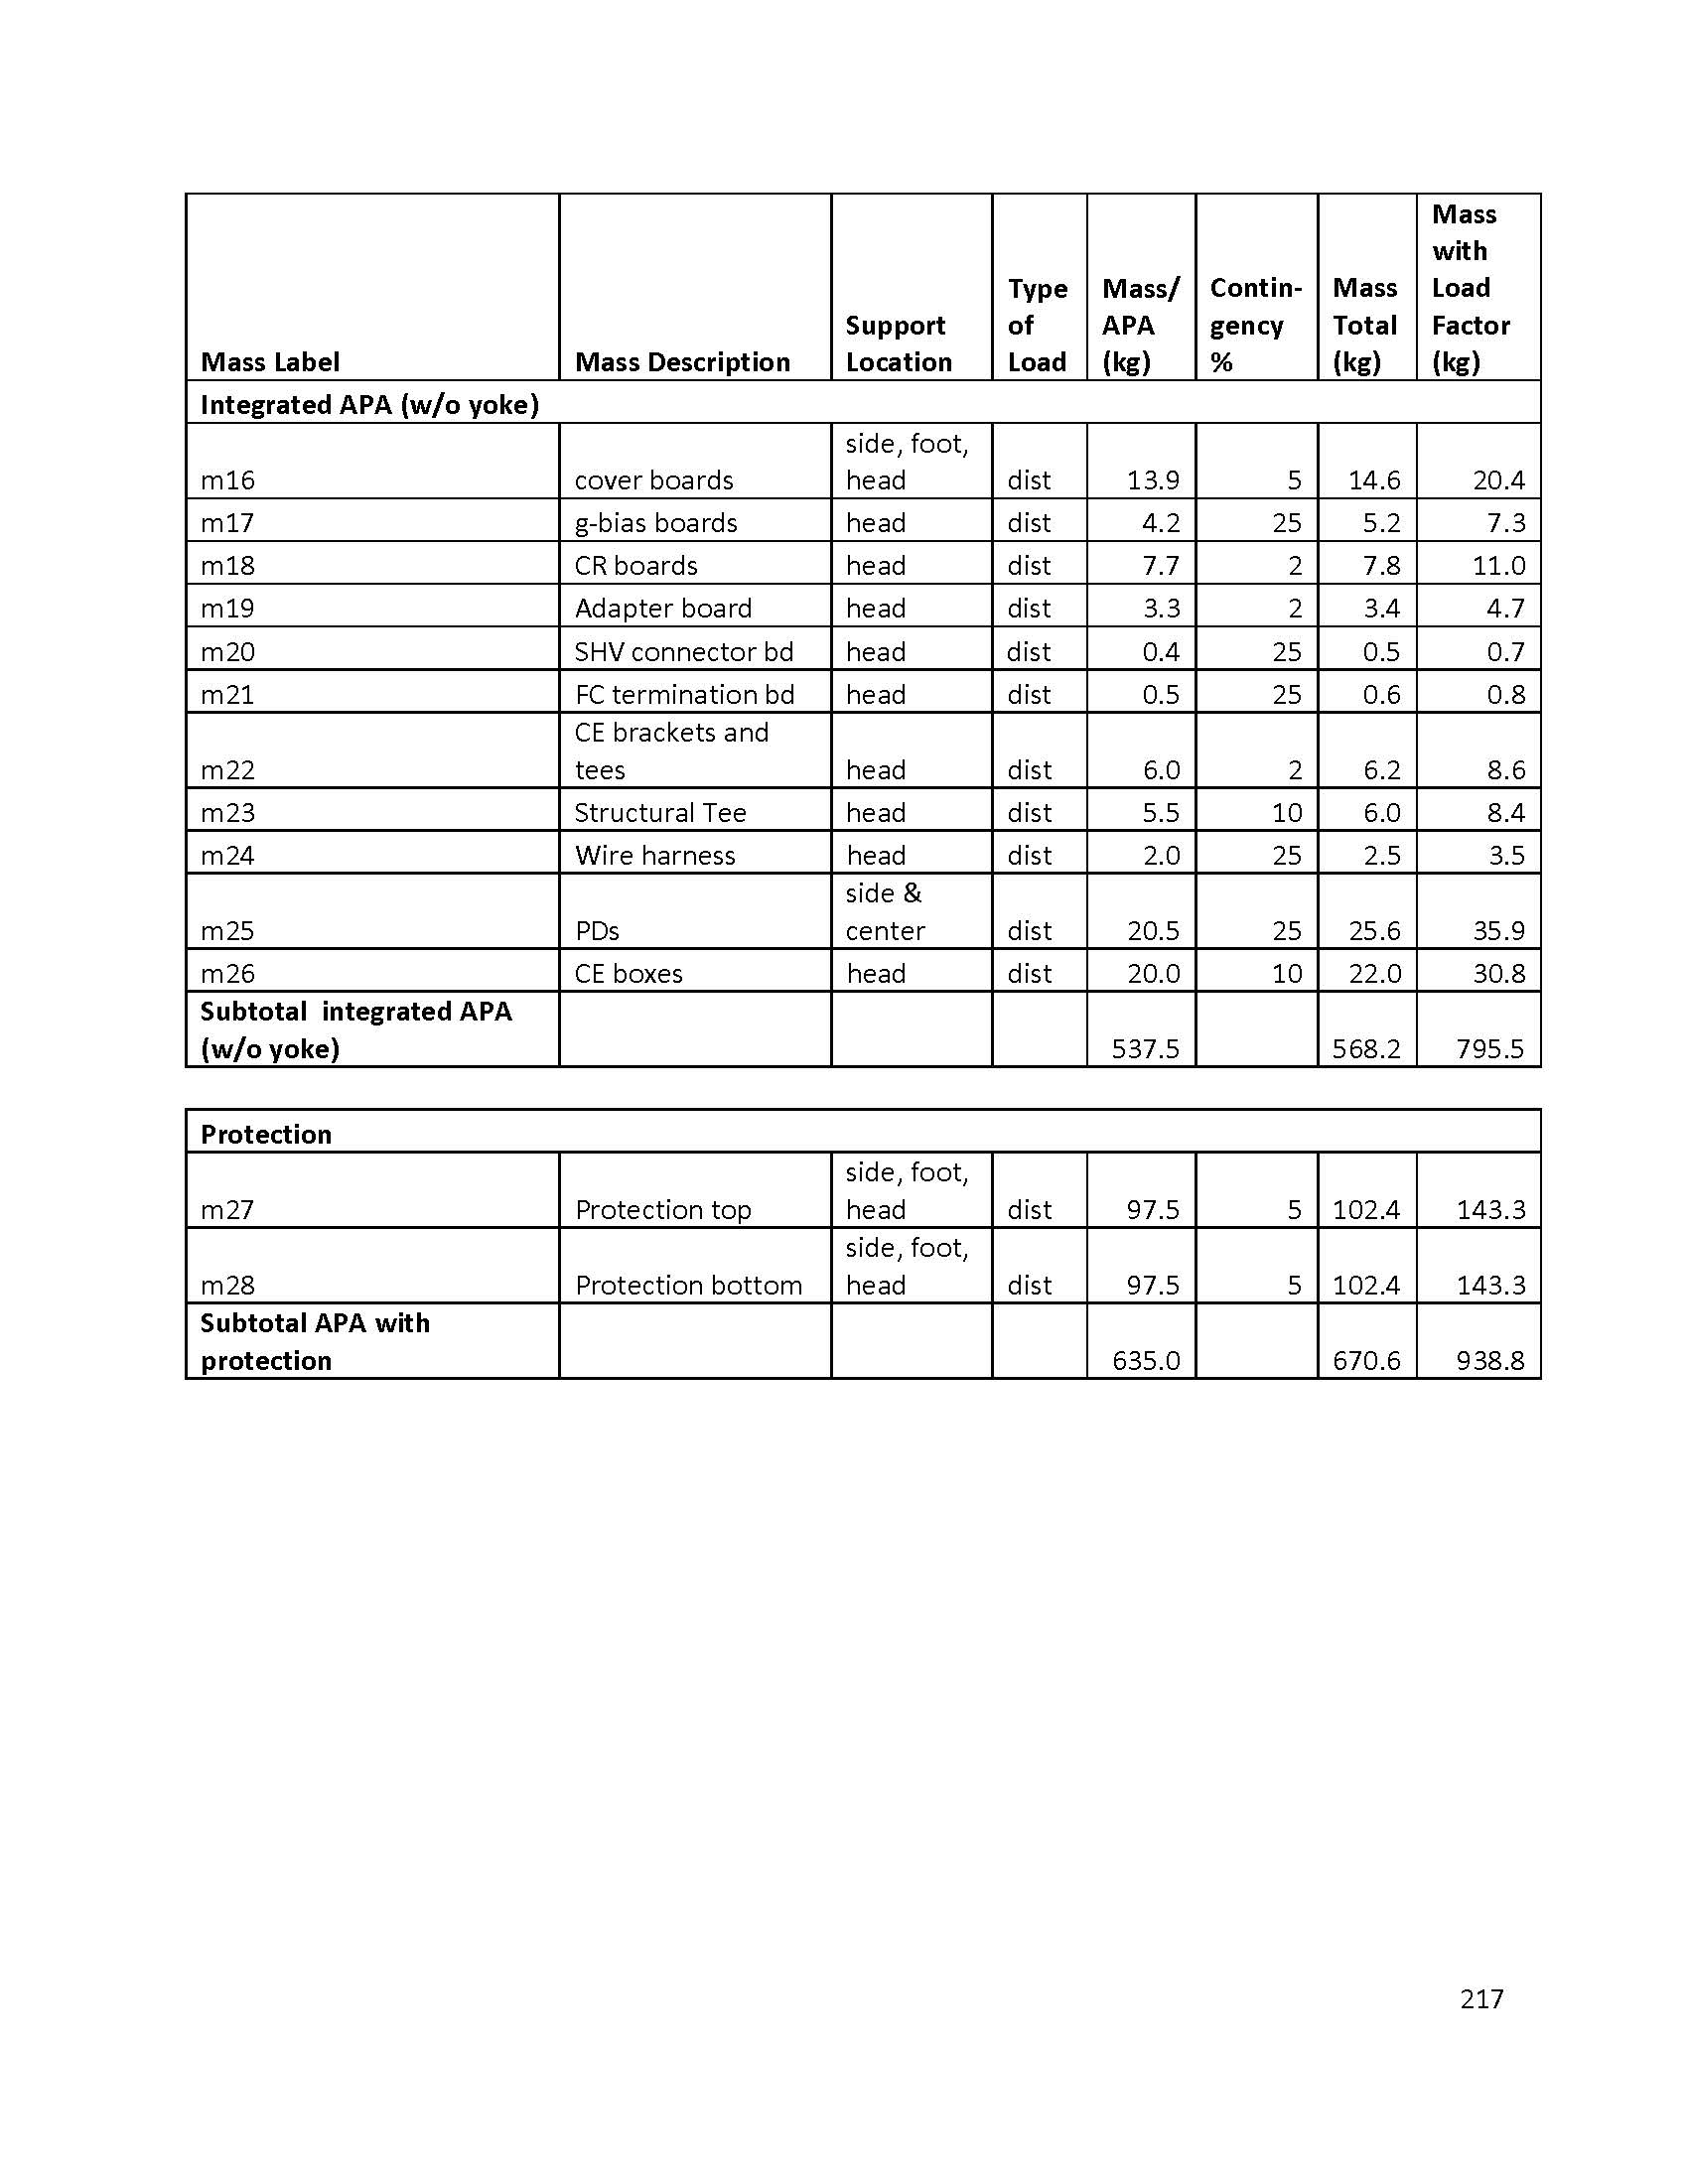 Mass Label Mass Description Support Location Type of Load Mass/ APA (kg) Contin-gency % Mass Total (kg) Mass with Load Factor (kg)
Integrated APA (w/o yoke)
m16 cover boards side, foot, head dist 13.9 5 14.6 20.4
m17 g-bias boards head dist 4.2 25 5.2 7.3
m18 CR boards head dist 7.7 2 7.8 11.0
m19 Adapter board head dist 3.3 2 3.4 4.7
m20 SHV connector bd head dist 0.4 25 0.5 0.7
m21 FC termination bd head dist 0.5 25 0.6 0.8
m22 CE brackets and tees head dist 6.0 2 6.2 8.6
m23 Structural Tee head dist 5.5 10 6.0 8.4
m24 Wire harness head dist 2.0 25 2.5 3.5
m25 PDs side & center dist 20.5 25 25.6 35.9
m26 CE boxes head dist 20.0 10 22.0 30.8
Subtotal integrated APA (w/o yoke) 537.5 568.2 795.5
Protection
m27 Protection top side, foot, head dist 97.5 5 102.4 143.3
m28 Protection bottom side, foot, head dist 97.5 5 102.4 143.3
Subtotal APA with protection 635.0 670.6 938.8
217